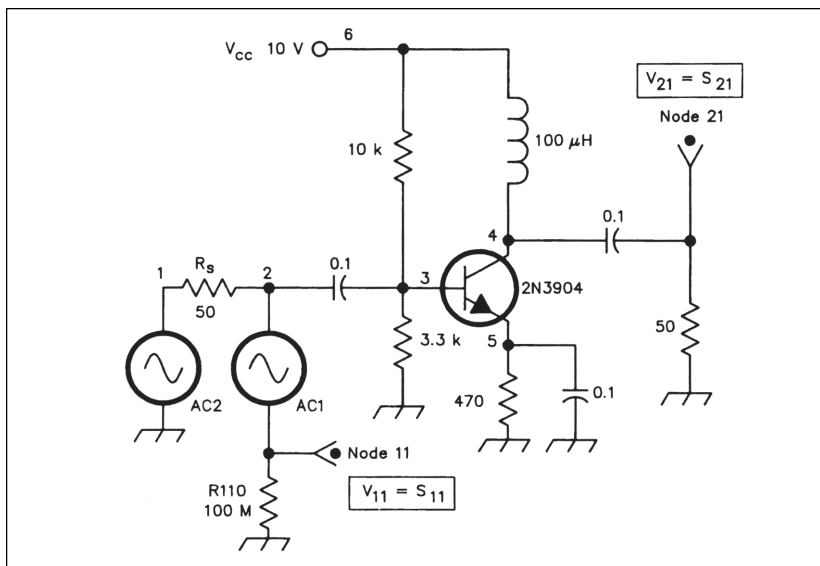 V_cc 10 V 6
V_21 = S_21
Node 21
10 k
100 μH
4
0.1
1
R_s
50
2
0.1
3
2N3904
50
3.3 k
5
AC2
AC1
470
0.1
Node 11
R110
100 M
V_11 = S_11